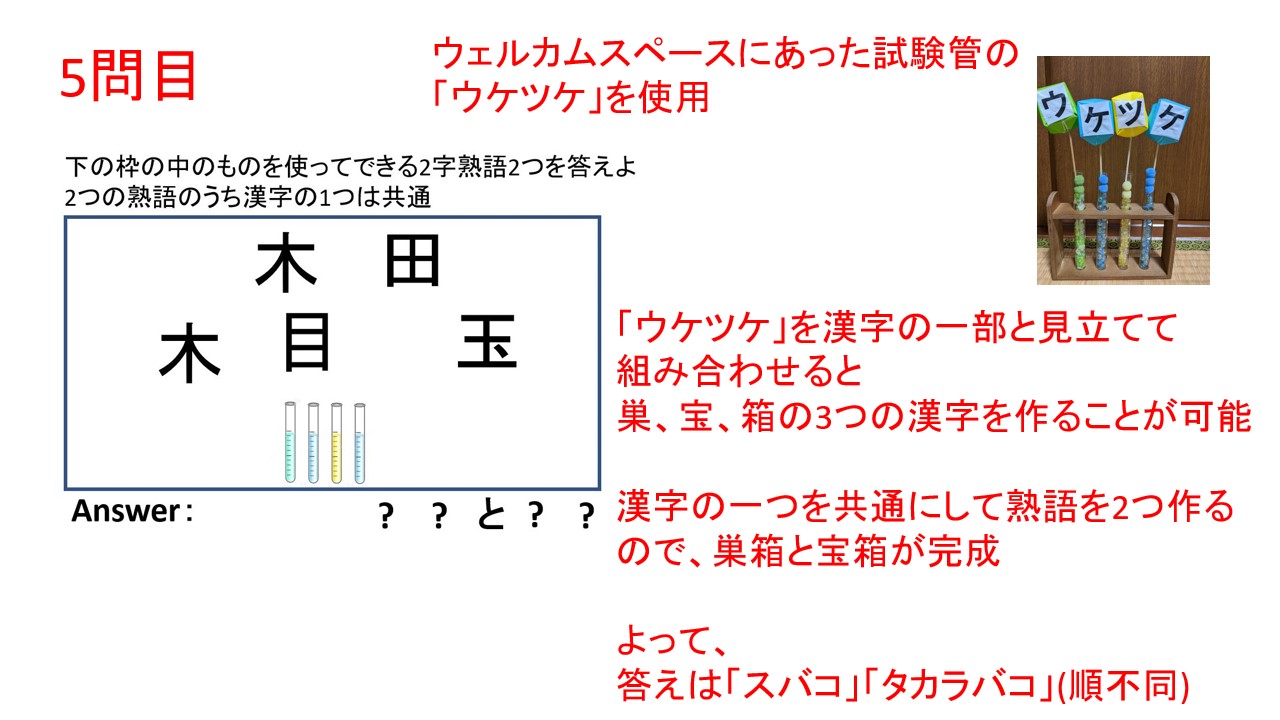 5問目
ウェルカムスペースにあった試験管の
「ウケツケ」を使用
ウ ケ ツ ケ
下の枠の中のものを使ってできる2字熟語2つを答えよ
2つの熟語のうち漢字の1つは共通
木 田
木 目 玉
Answer: ? ? と ? ?
「ウケツケ」を漢字の一部と見立てて
組み合わせると
巣、宝、箱の3つの漢字を作ることが可能
漢字の一つを共通にして熟語を2つ作る
ので、巣箱と宝箱が完成
よって、
答えは「スバコ」「タカラバコ」(順不同)